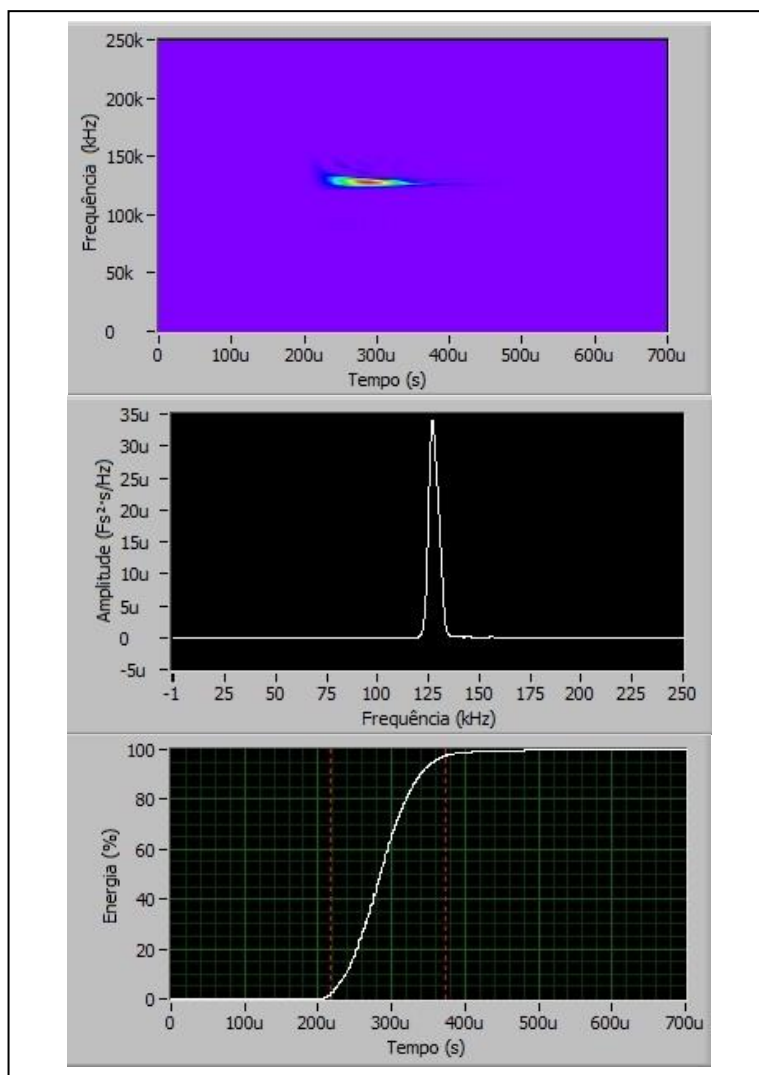 250k
200k
150k
100k
50k
0
Frequência (kHz)
0 100u 200u 300u 400u 500u 600u 700u
Tempo (s)
35u
30u
25u
20u
15u
10u
5u
0
-5u
Amplitude (Fs²·s/Hz)
-1 25 50 75 100 125 150 175 200 225 250
Frequência (kHz)
100
80
60
40
20
0
Energia (%)
0 100u 200u 300u 400u 500u 600u 700u
Tempo (s)